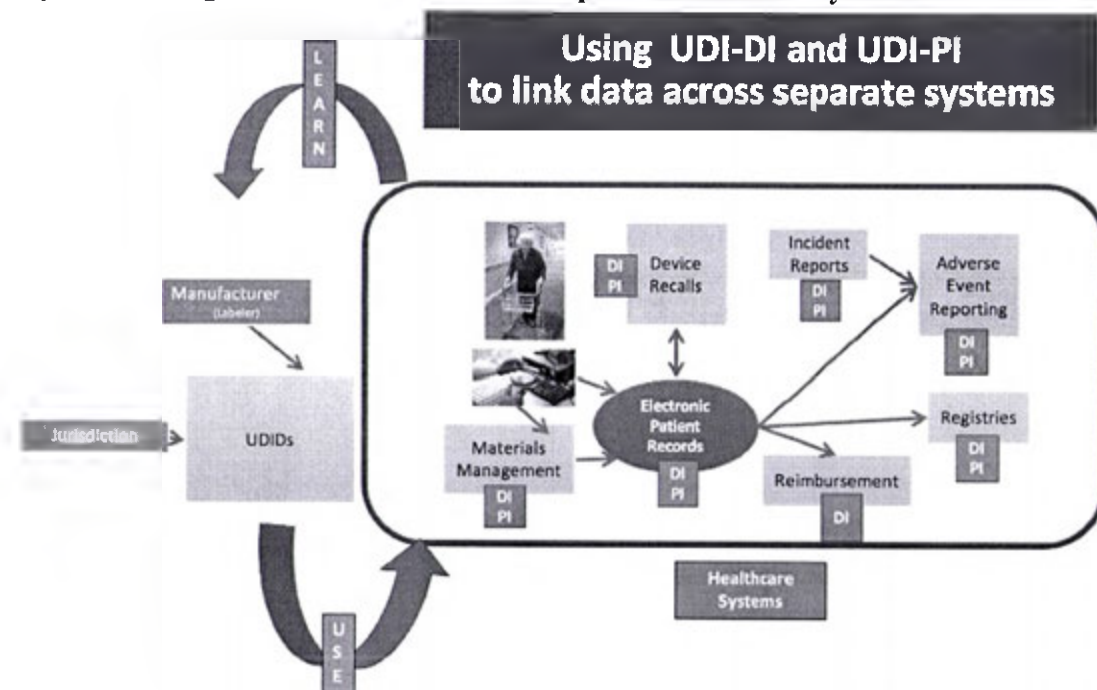 Using UDI-DI and UDI-PI
to link data across separate systems
L
E
A
R
N
Manufacturer
(Labeler)
Jurisdiction
UDIDs
DI
PI
Device
Recalls
Incident
Reports
DI
PI
Adverse
Event
Reporting
DI
PI
Electronic
Patient
Records
DI
PI
Materials
Management
DI
PI
Registries
DI
PI
Reimbursement
DI
Healthcare
Systems
U
S
E